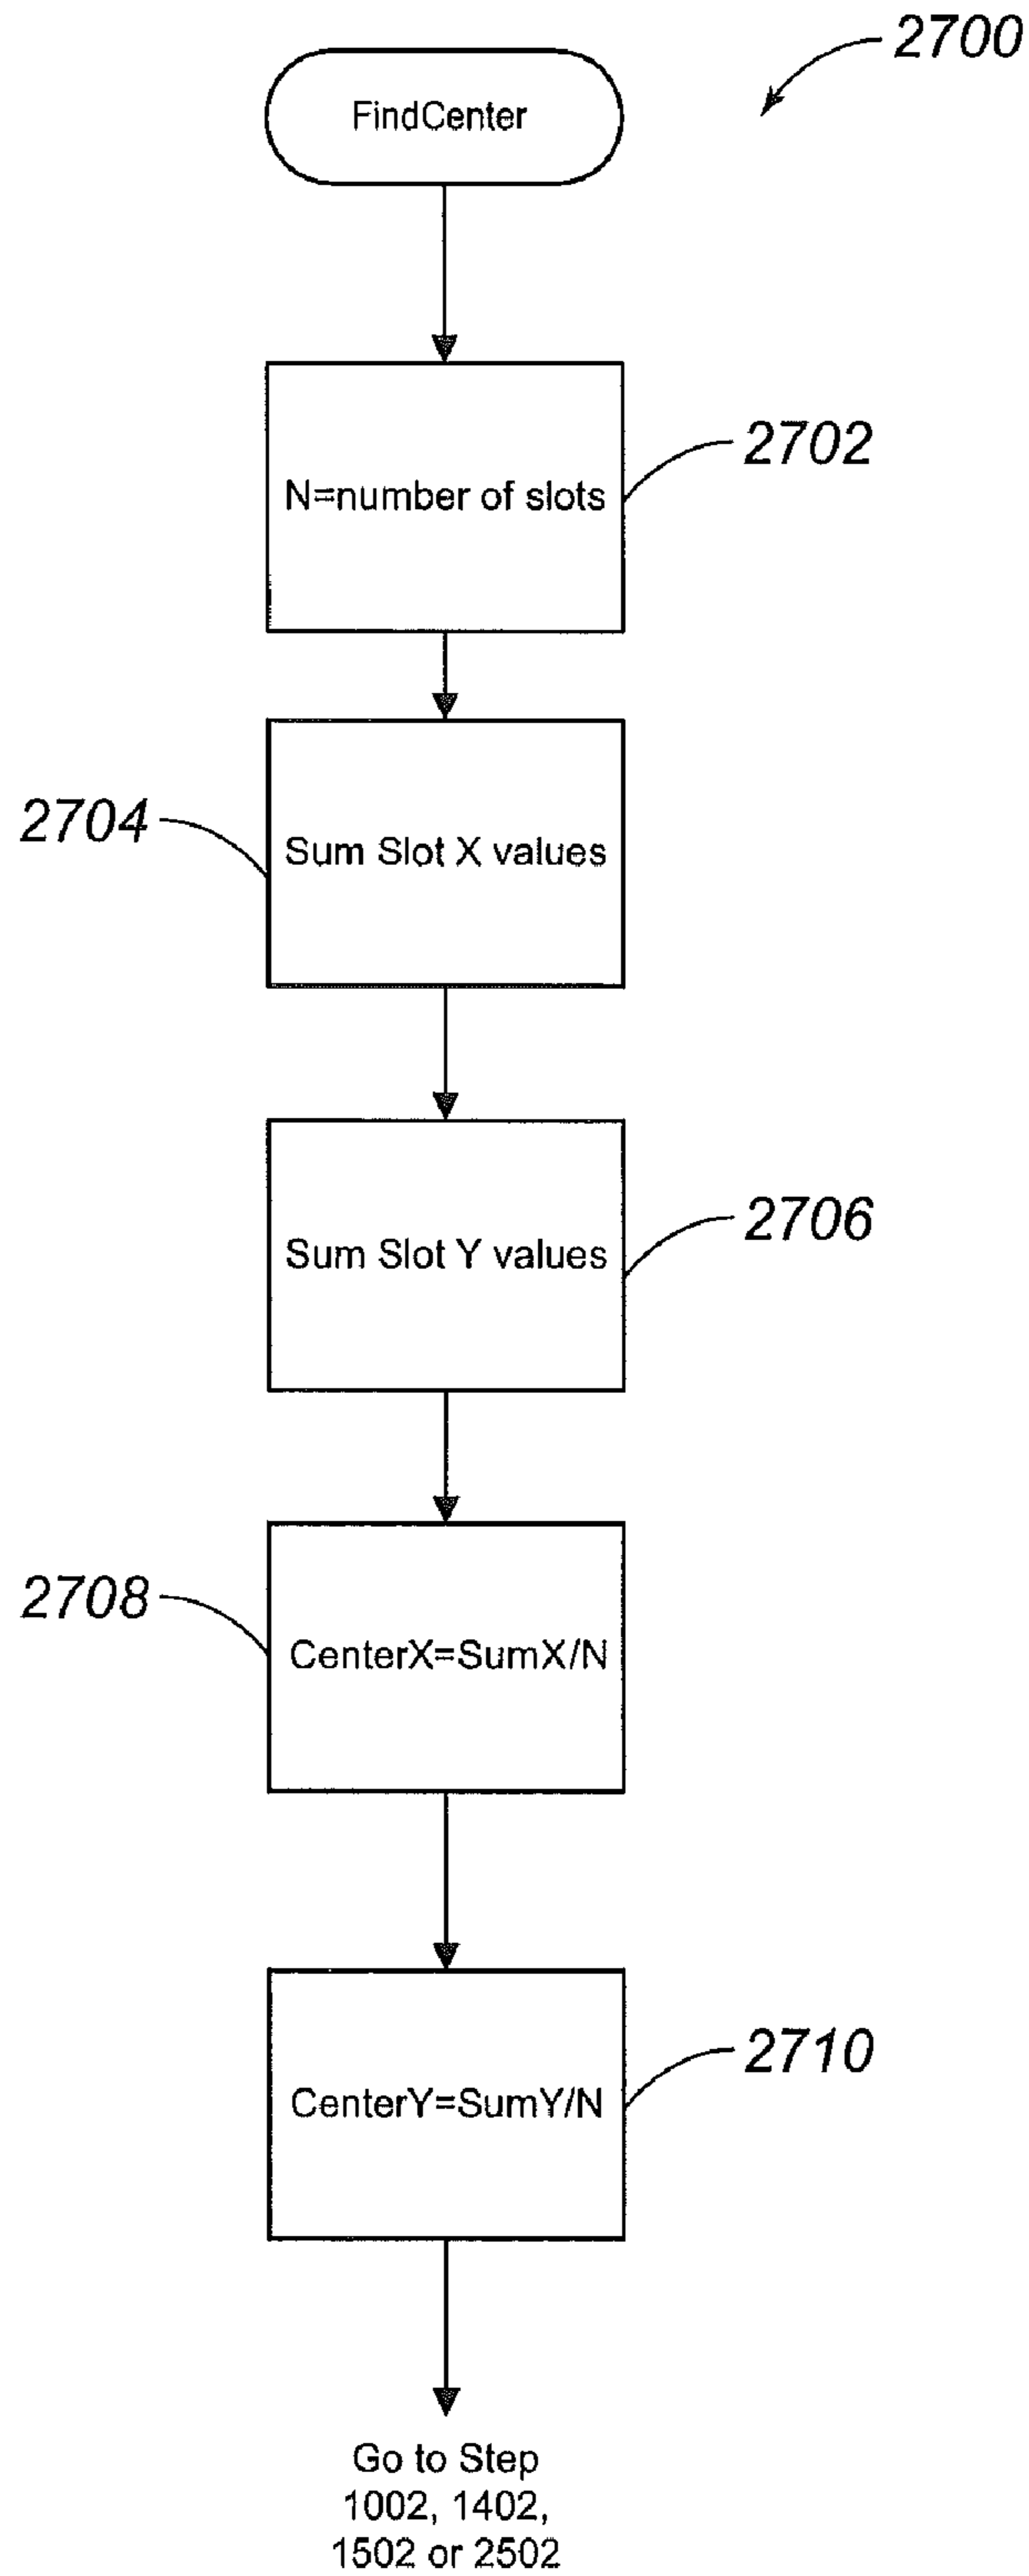 2700
FindCenter
2702
N=number of slots
2704
Sum Slot X values
2706
Sum Slot Y values
2708
CenterX=SumX/N
2710
CenterY=SumY/N
Go to Step
1002, 1402,
1502 or 2502